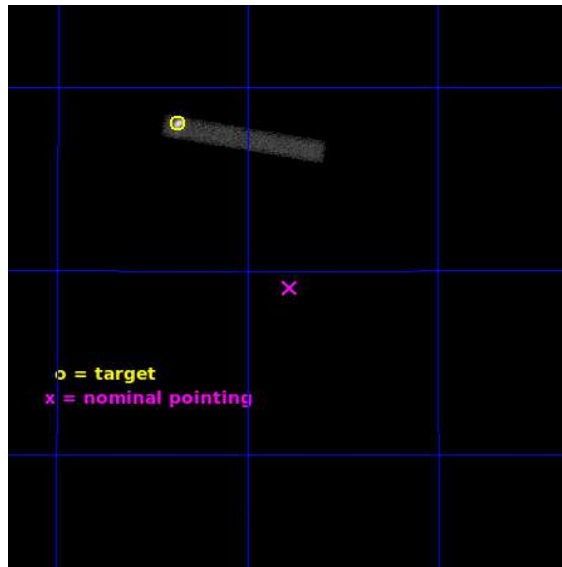 o = target
x = nominal pointing